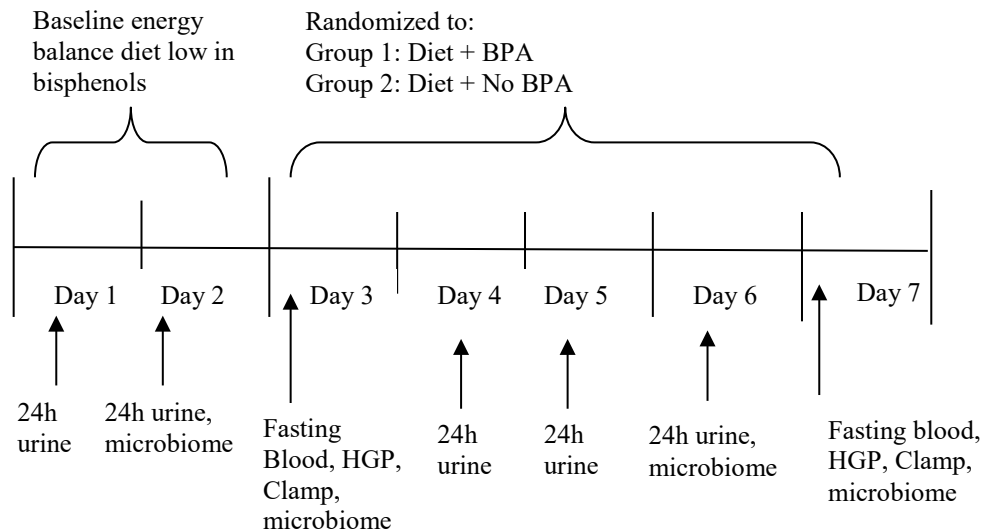 Baseline energy
balance diet low in
bisphenols
Randomized to:
Group 1: Diet + BPA
Group 2: Diet + No BPA
Day 1
Day 2
Day 3
Day 4
Day 5
Day 6
Day 7
24h
urine
24h urine,
microbiome
Fasting
Blood, HGP,
Clamp,
microbiome
24h
urine
24h
urine
24h urine,
microbiome
Fasting blood,
HGP, Clamp,
microbiome